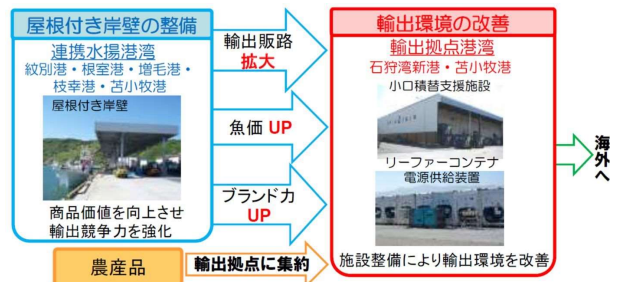 屋根付き岸壁の整備
連携水揚港湾
紋別港・根室港・増毛港・
枝幸港・苫小牧港
屋根付き岸壁
商品価値を向上させ
輸出競争力を強化
農産品
輸出販路
拡大
魚価 UP
ブランド力
UP
輸出拠点に集約
輸出環境の改善
輸出拠点港湾
石狩湾新港・苫小牧港
小口積替支援施設
リーファーコンテナ
電源供給装置
施設整備により輸出環境を改善
海外へ